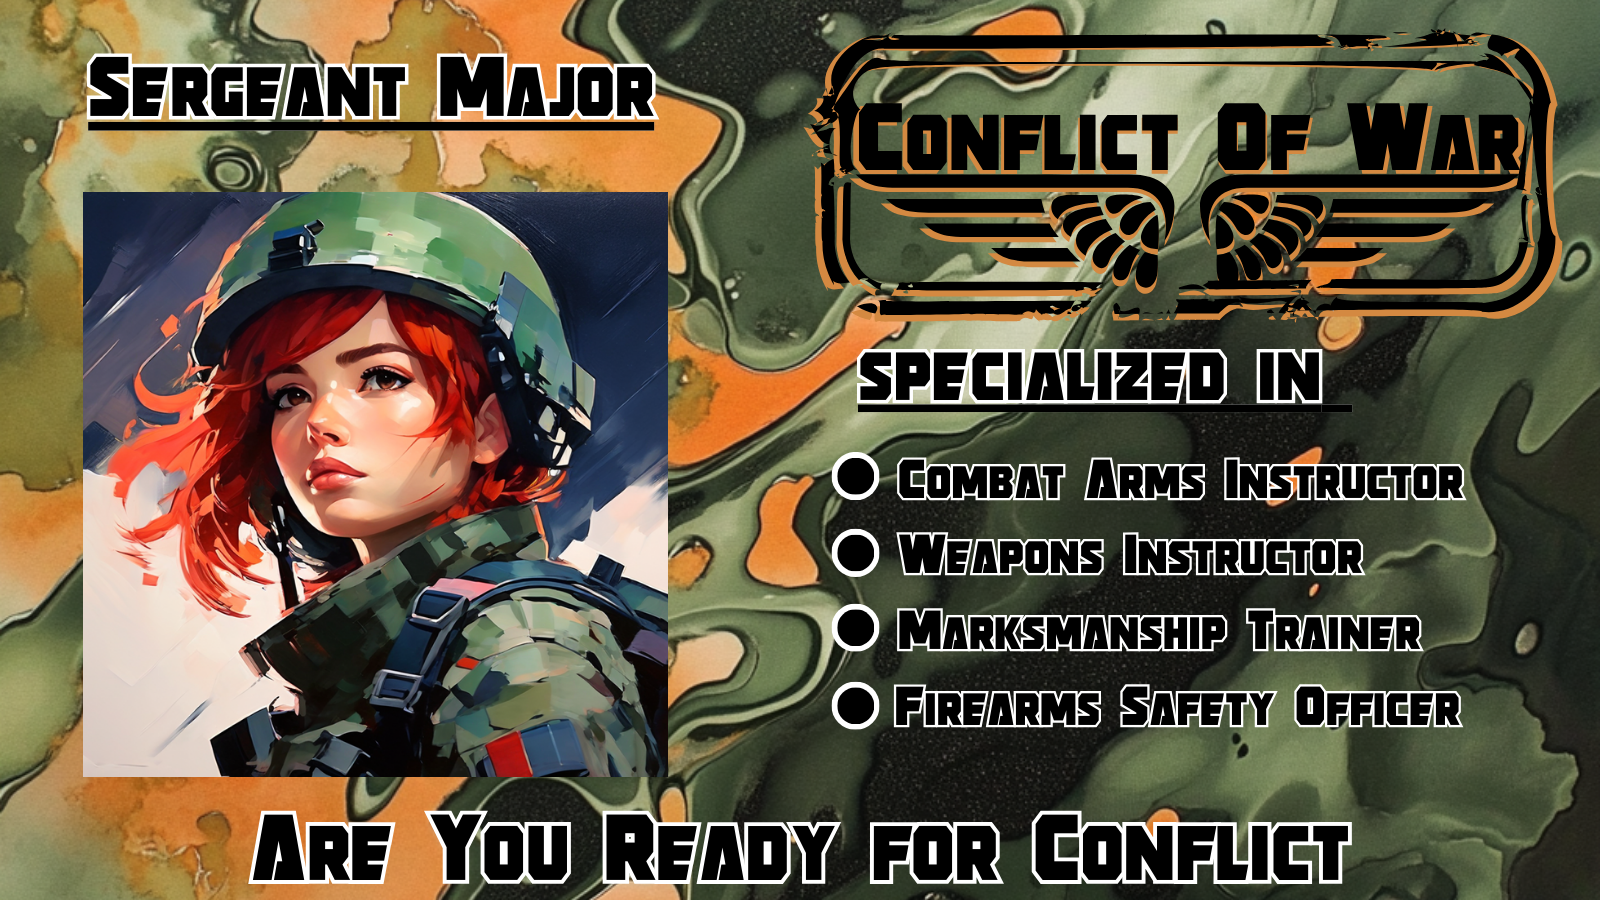 Sergeant Major
Conflict Of War
SPECIALIZED IN
Combat Arms Instructor
Weapons Instructor
Marksmanship Trainer
Firearms Safety Officer
Are You Ready for Conflict